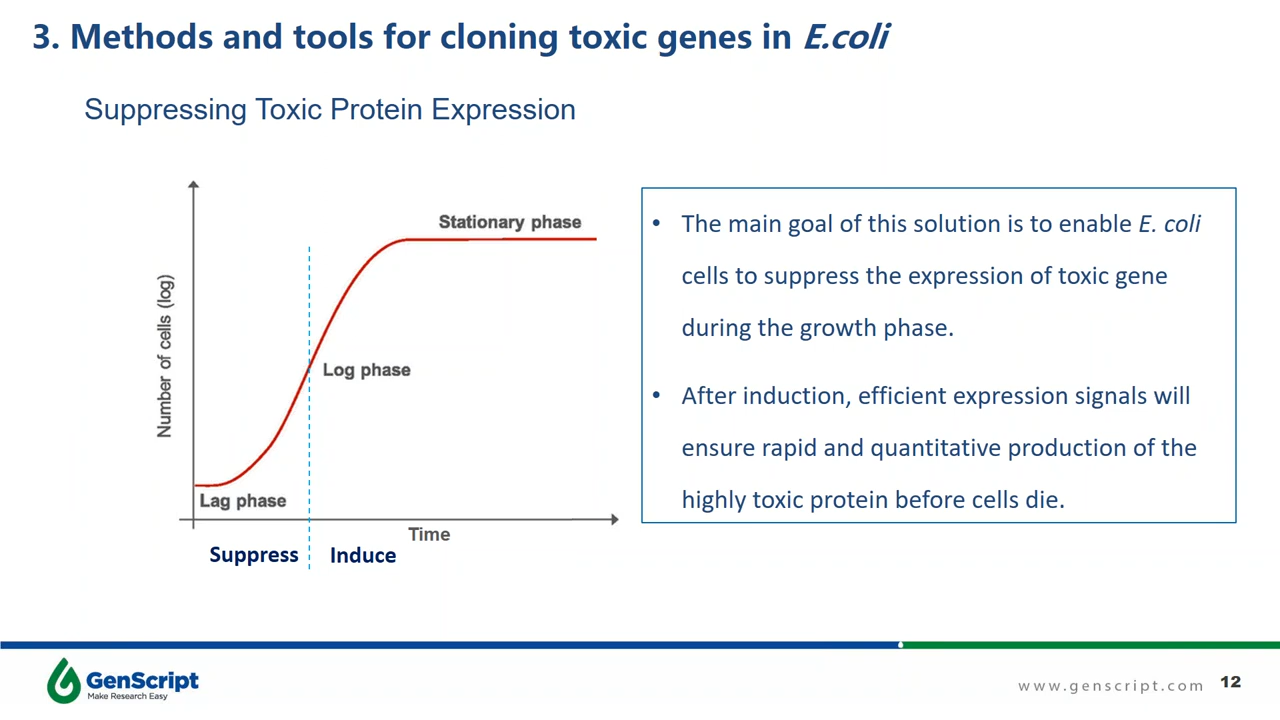 3. Methods and tools for cloning toxic genes in E.coli
Suppressing Toxic Protein Expression
Number of cells (log)
Stationary phase
Log phase
Lag phase
Time
Suppress
Induce
• The main goal of this solution is to enable E. coli
cells to suppress the expression of toxic gene
during the growth phase.
• After induction, efficient expression signals will
ensure rapid and quantitative production of the
highly toxic protein before cells die.
GenScript
Make Research Easy
www.genscript.com
12